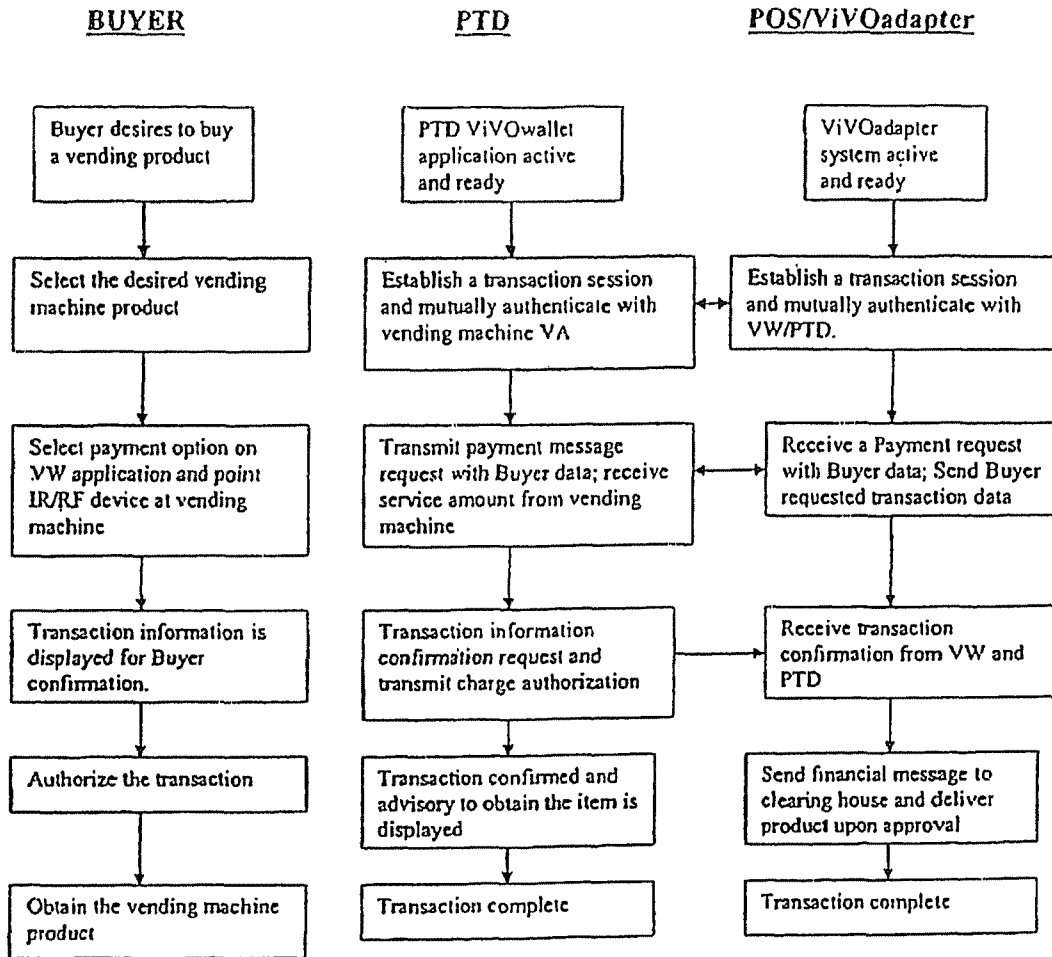 BUYER
PTD
POS/ViVOadapter
Buyer desires to buy
a vending product
PTD ViVOwallet
application active
and ready
ViVOadapter
system active
and ready
Select the desired vending
machine product
Establish a transaction session
and mutually authenticate with
vending machine VA
Establish a transaction session
and mutually authenticate with
VW/PTD.
Select payment option on
VW application and point
IR/RF device at vending
machine
Transmit payment message
request with Buyer data; receive
service amount from vending
machine
Receive a Payment request
with Buyer data; Send Buyer
requested transaction data
Transaction information is
displayed for Buyer
confirmation.
Transaction information
confirmation request and
transmit charge authorization
Receive transaction
confirmation from VW and
PTD
Authorize the transaction
Transaction confirmed and
advisory to obtain the item is
displayed
Send financial message to
clearing house and deliver
product upon approval
Obtain the vending machine
product
Transaction complete
Transaction complete